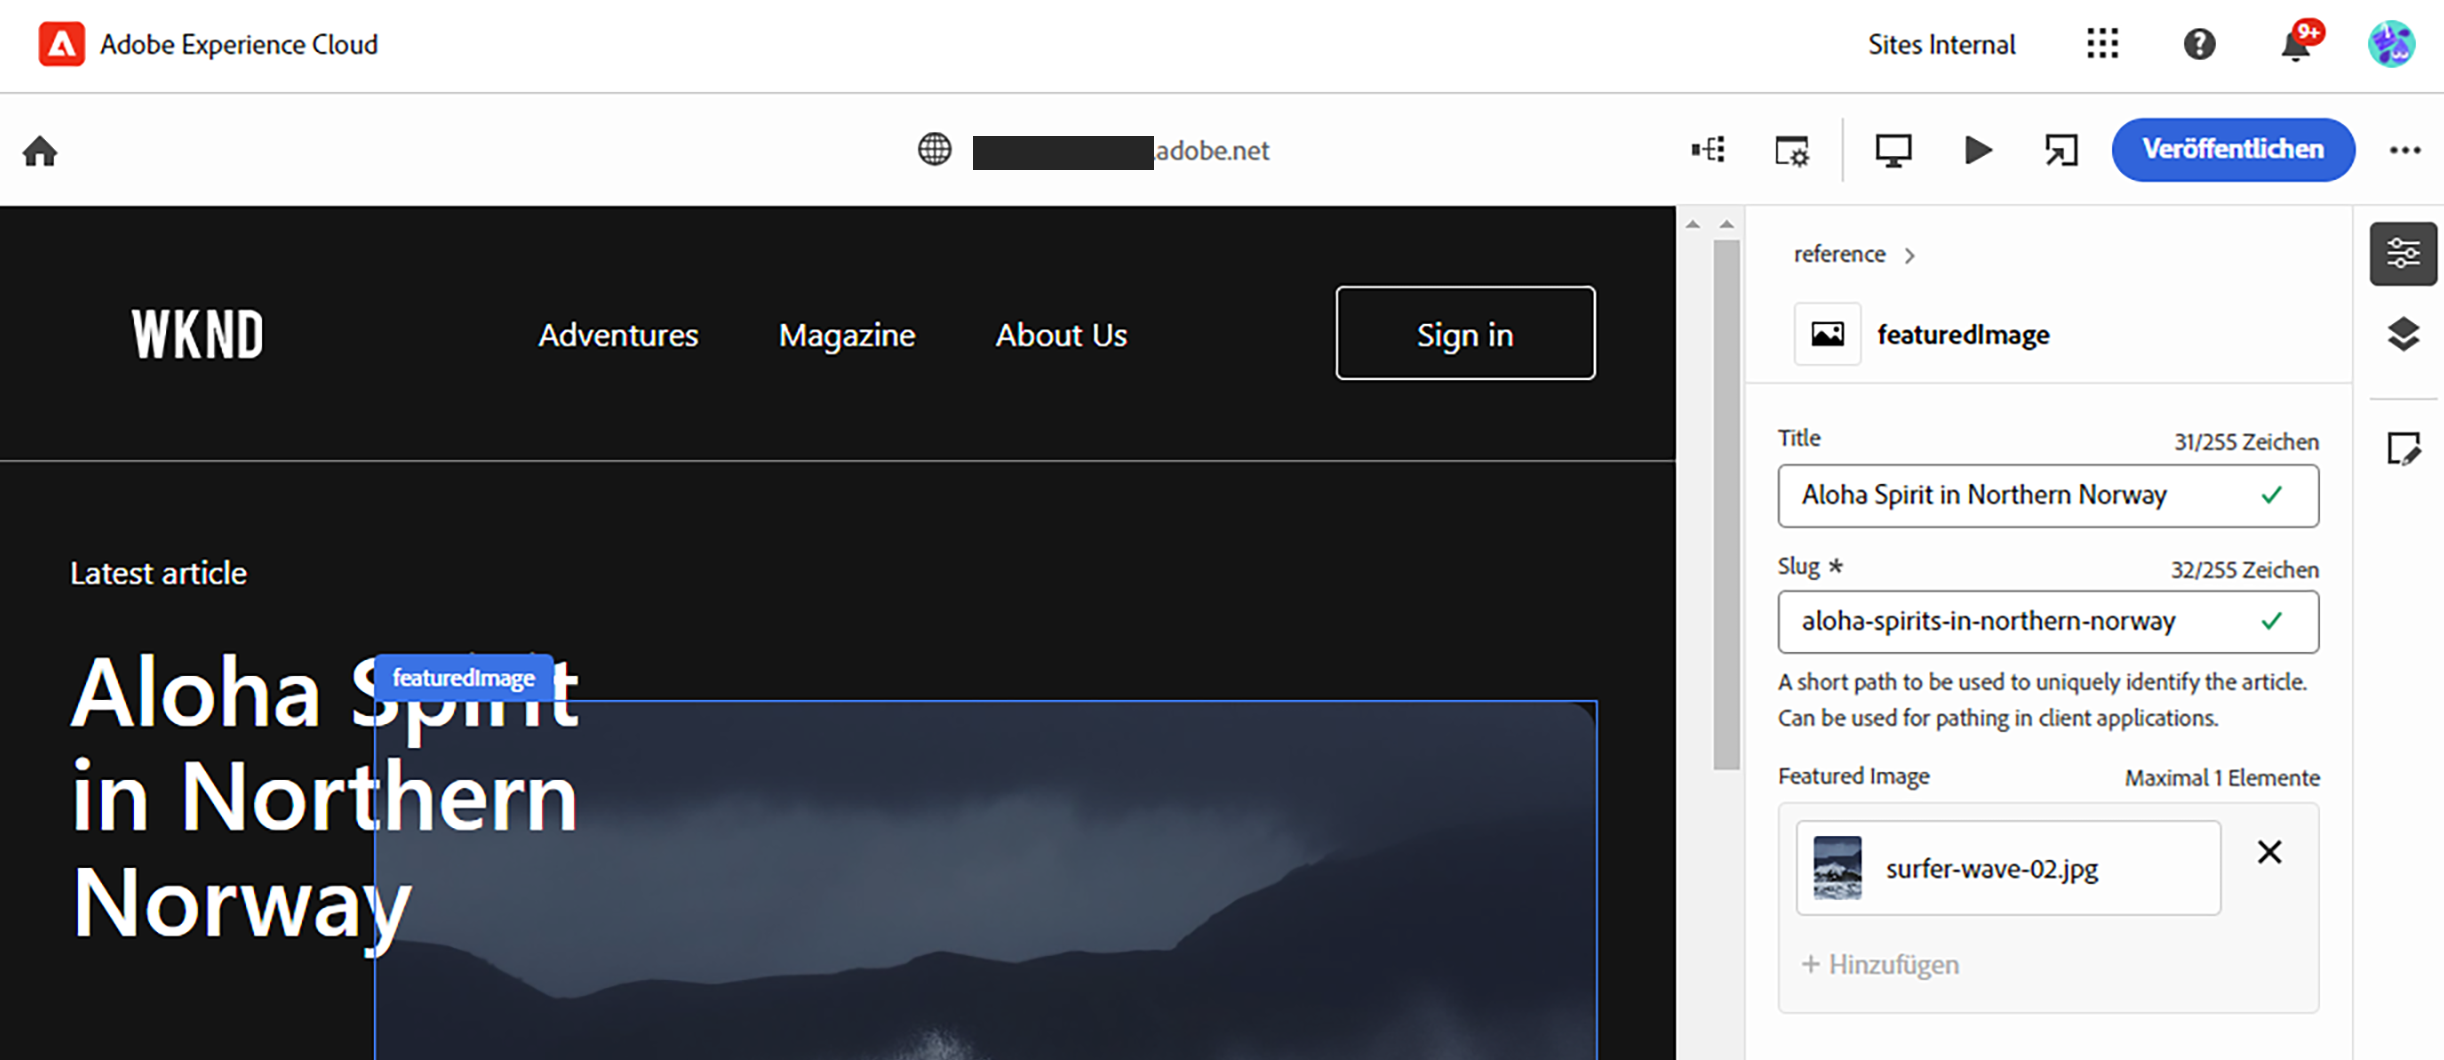 Adobe Experience Cloud
Sites Internal
9+
.adobe.net
Veröffentlichen
WKND
Adventures
Magazine
About Us
Sign in
Latest article
Aloha Spirit
in Northern
Norway
featuredImage
reference
featuredImage
Title
31/255 Zeichen
Aloha Spirit in Northern Norway
Slug *
32/255 Zeichen
aloha-spirits-in-northern-norway
A short path to be used to uniquely identify the article.
Can be used for pathing in client applications.
Featured Image
Maximal 1 Elemente
surfer-wave-02.jpg
+ Hinzufügen